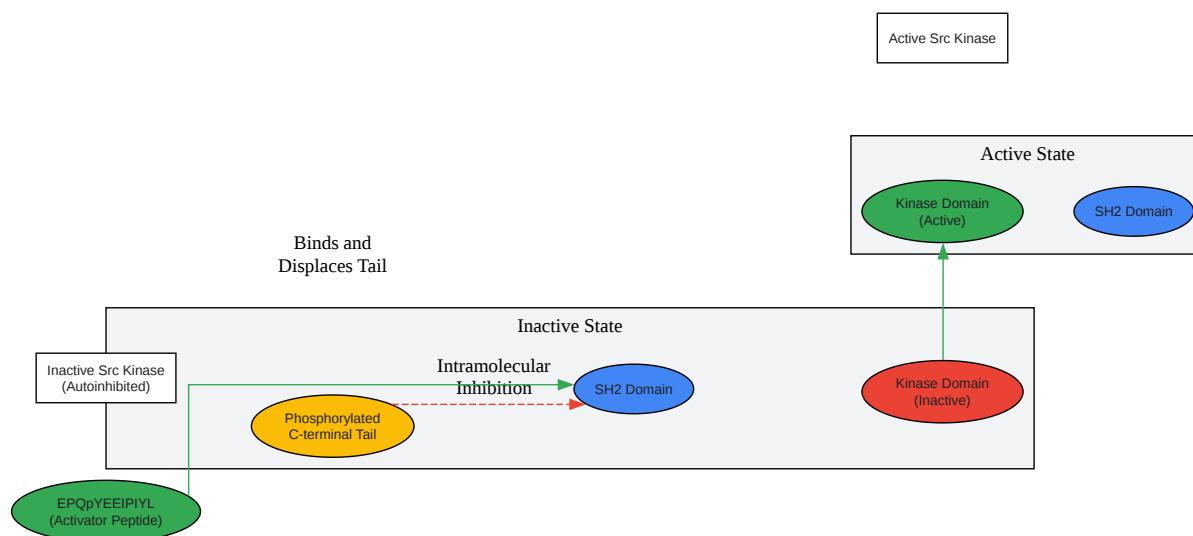 Active Src Kinase
Active State
Kinase Domain
(Active)
SH2 Domain
Binds and
Displaces Tail
Inactive State
Inactive Src Kinase
(Autoinhibited)
Intramolecular
Inhibition
SH2 Domain
Kinase Domain
(Inactive)
Phosphorylated
C-terminal Tail
EPQpYEEIPIYL
(Activator Peptide)